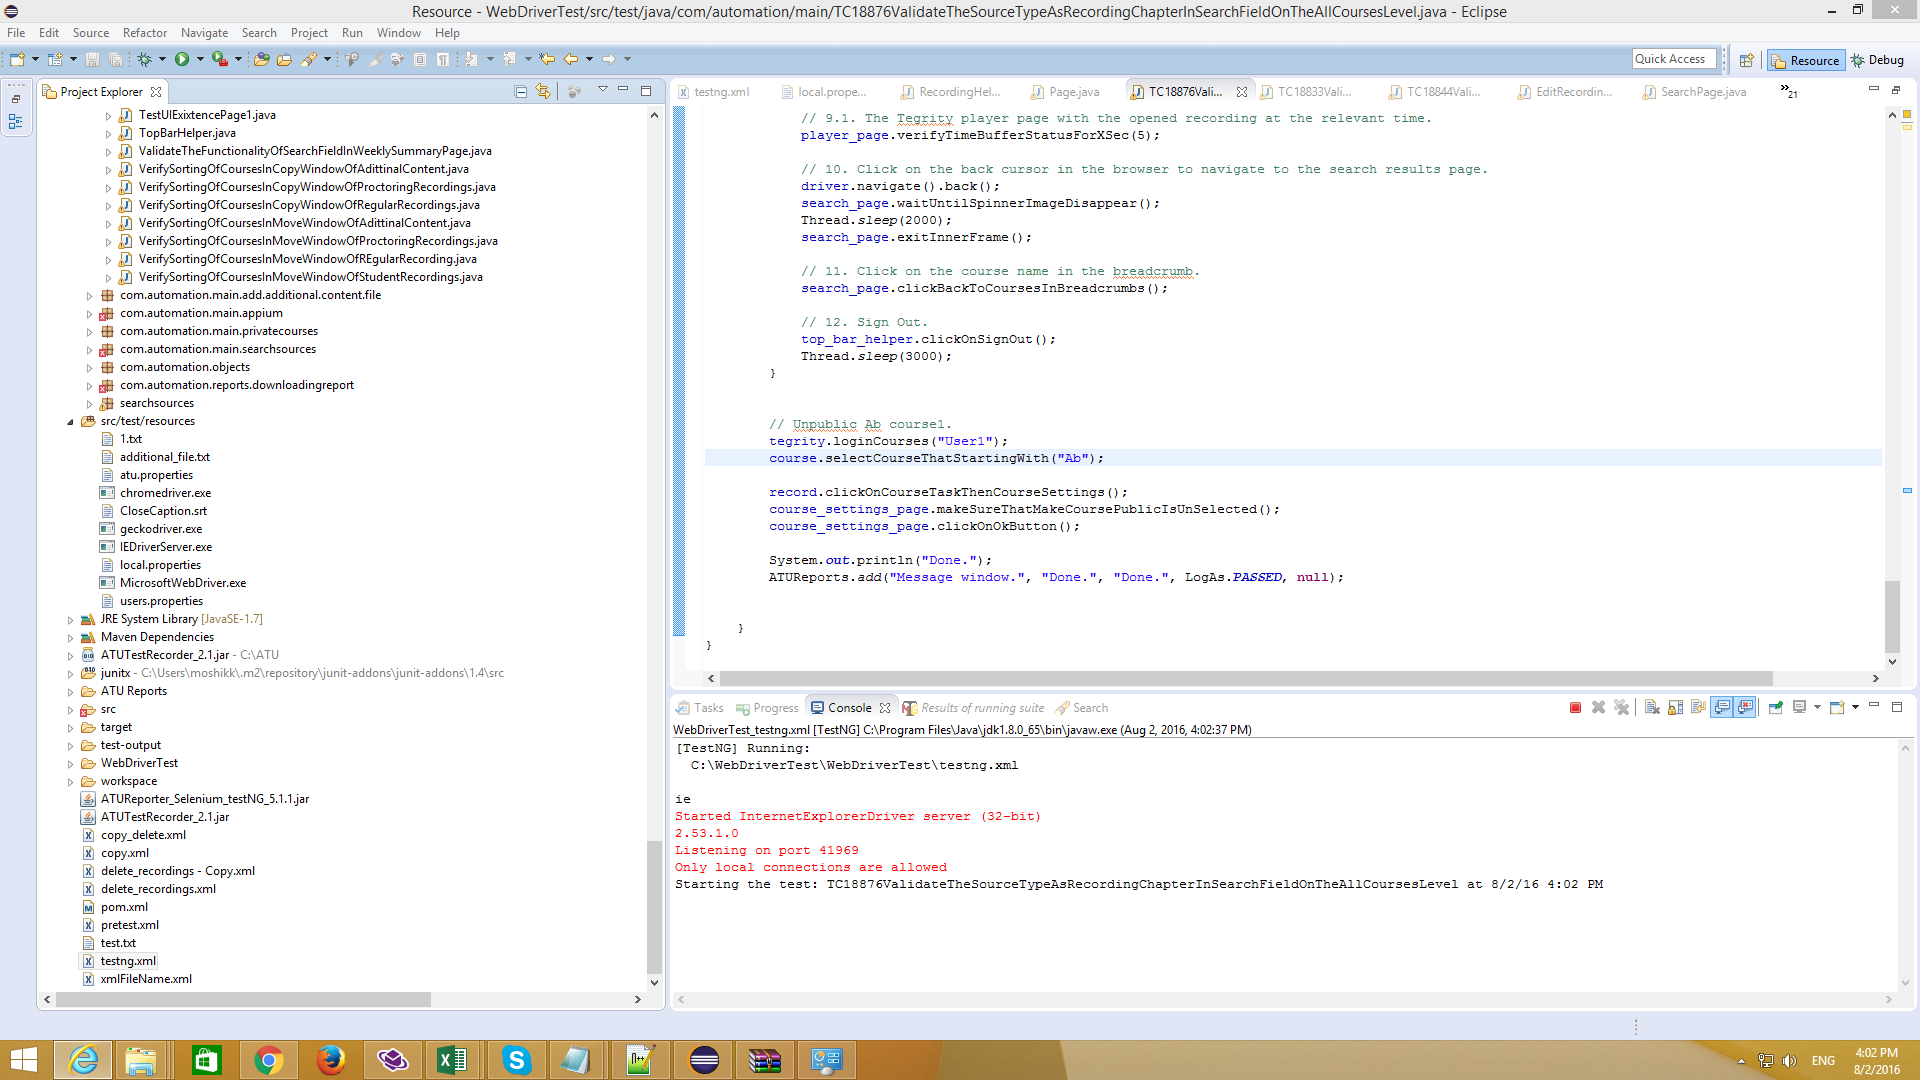 Resource - WebDriverTest/src/test/java/com/automation/main/TC18876ValidateTheSourceTypeAsRecordingChapterInSearchFieldOnTheAllCoursesLevel.java - Eclipse
File Edit Source Refactor Navigate Search Project Run Window Help
Quick Access
Resource
Debug
Project Explorer
TestUIExixtencePage1.java
TopBarHelper.java
ValidateTheFunctionalityOfSearchFieldInWeeklySummaryPage.java
VerifySortingOfCoursesInCopyWindowOfAdittinalContent.java
VerifySortingOfCoursesInCopyWindowOfProctoringRecordings.java
VerifySortingOfCoursesInCopyWindowOfRegularRecordings.java
VerifySortingOfCoursesInMoveWindowOfAdittinalContent.java
VerifySortingOfCoursesInMoveWindowOfProctoringRecordings.java
VerifySortingOfCoursesInMoveWindowOfREgularRecording.java
VerifySortingOfCoursesInMoveWindowOfStudentRecordings.java
com.automation.main.add.additional.content.file
com.automation.main.appium
com.automation.main.privatecourses
com.automation.main.searchsources
com.automation.objects
com.automation.reports.downloadingreport
searchsources
src/test/resources
1.txt
additional_file.txt
atu.properties
chromedriver.exe
CloseCaption.srt
geckodriver.exe
IEDriverServer.exe
local.properties
MicrosoftWebDriver.exe
users.properties
JRE System Library [JavaSE-1.7]
Maven Dependencies
ATUTestRecorder_2.1.jar - C:\ATU
junitx - C:\Users\moshikk\.m2\repository\junit-addons\junit-addons\1.4\src
ATU Reports
src
target
test-output
WebDriverTest
workspace
ATUReporter_Selenium_testNG_5.1.1.jar
ATUTestRecorder_2.1.jar
copy_delete.xml
copy.xml
delete_recordings - Copy.xml
delete_recordings.xml
pom.xml
pretest.xml
test.txt
testng.xml
xmlFileName.xml
testng.xml
local.prope...
RecordingHel...
Page.java
TC18876Vali...
TC18833Vali...
TC18844Vali...
EditRecordin...
SearchPage.java
21
// 9.1. The Tegrity player page with the opened recording at the relevant time.
player_page.verifyTimeBufferStatusForXSec(5);
// 10. Click on the back cursor in the browser to navigate to the search results page.
driver.navigate().back();
search_page.waitUntilSpinnerImageDisappear();
Thread.sleep(2000);
search_page.exitInnerFrame();
// 11. Click on the course name in the breadcrumb.
search_page.clickBackToCoursesInBreadcrumbs();
// 12. Sign Out.
top_bar_helper.clickOnSignOut();
Thread.sleep(3000);
}
// Unpublic Ab course1.
tegrity.loginCourses("User1");
course.selectCourseThatStartingWith("Ab");
record.clickOnCourseTaskThenCourseSettings();
course_settings_page.makeSureThatMakeCoursePublicIsUnSelected();
course_settings_page.clickOnOkButton();
System.out.println("Done.");
ATUReports.add("Message window.", "Done.", "Done.", LogAs.PASSED, null);
}
}
Tasks
Progress
Console
Results of running suite
Search
WebDriverTest_testng.xml [TestNG] C:\Program Files\Java\jdk1.8.0_65\bin\javaw.exe (Aug 2, 2016, 4:02:37 PM)
[TestNG] Running:
C:\WebDriverTest\WebDriverTest\testng.xml
ie
Started InternetExplorerDriver server (32-bit)
2.53.1.0
Listening on port 41969
Only local connections are allowed
Starting the test: TC18876ValidateTheSourceTypeAsRecordingChapterInSearchFieldOnTheAllCoursesLevel at 8/2/16 4:02 PM
ENG
4:02 PM
8/2/2016